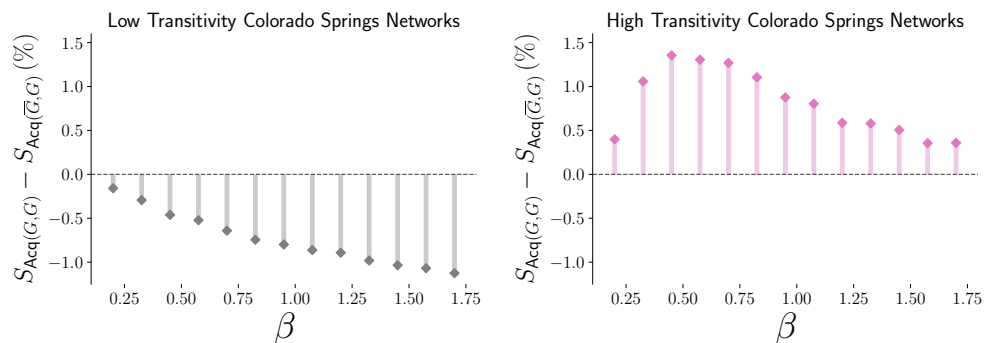 Low Transitivity Colorado Springs Networks
S_Acq(G,G) − S_Acq(G̅,G) (%)
1.5
1.0
0.5
0.0
−0.5
−1.0
0.25 0.50 0.75 1.00 1.25 1.50 1.75
β
High Transitivity Colorado Springs Networks
S_Acq(G,G) − S_Acq(G̅,G) (%)
1.5
1.0
0.5
0.0
−0.5
−1.0
0.25 0.50 0.75 1.00 1.25 1.50 1.75
β